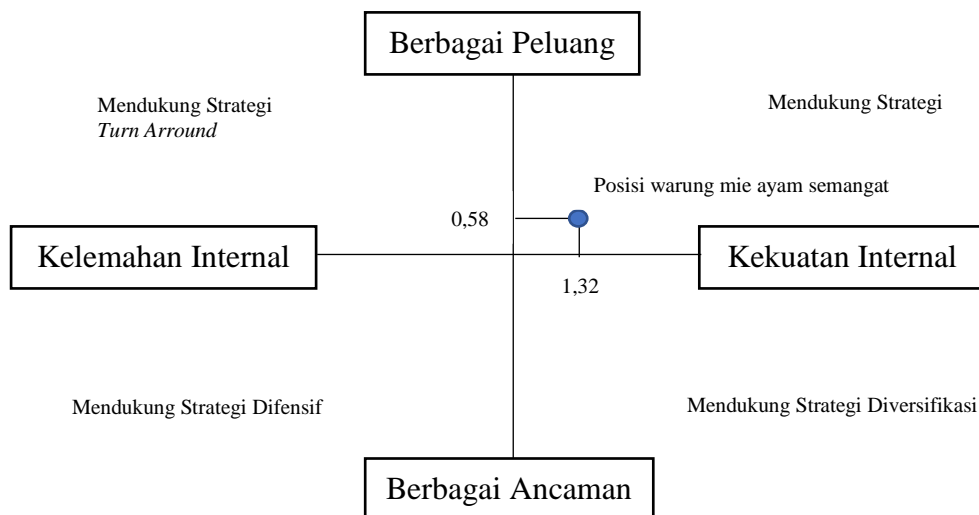 Berbagai Peluang
Mendukung Strategi
Turn Arround
Mendukung Strategi
Posisi warung mie ayam semangat
0,58
Kelemahan Internal
Kekuatan Internal
1,32
Mendukung Strategi Difensif
Mendukung Strategi Diversifikasi
Berbagai Ancaman